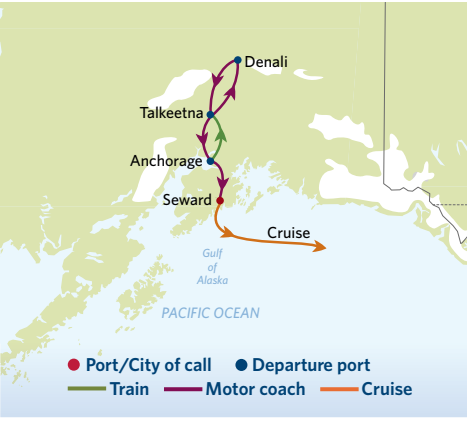 Denali
Talkeetna
Anchorage
Seward
Cruise
Gulf
of
Alaska
PACIFIC OCEAN
Port/City of call Departure port
Train Motor coach Cruise